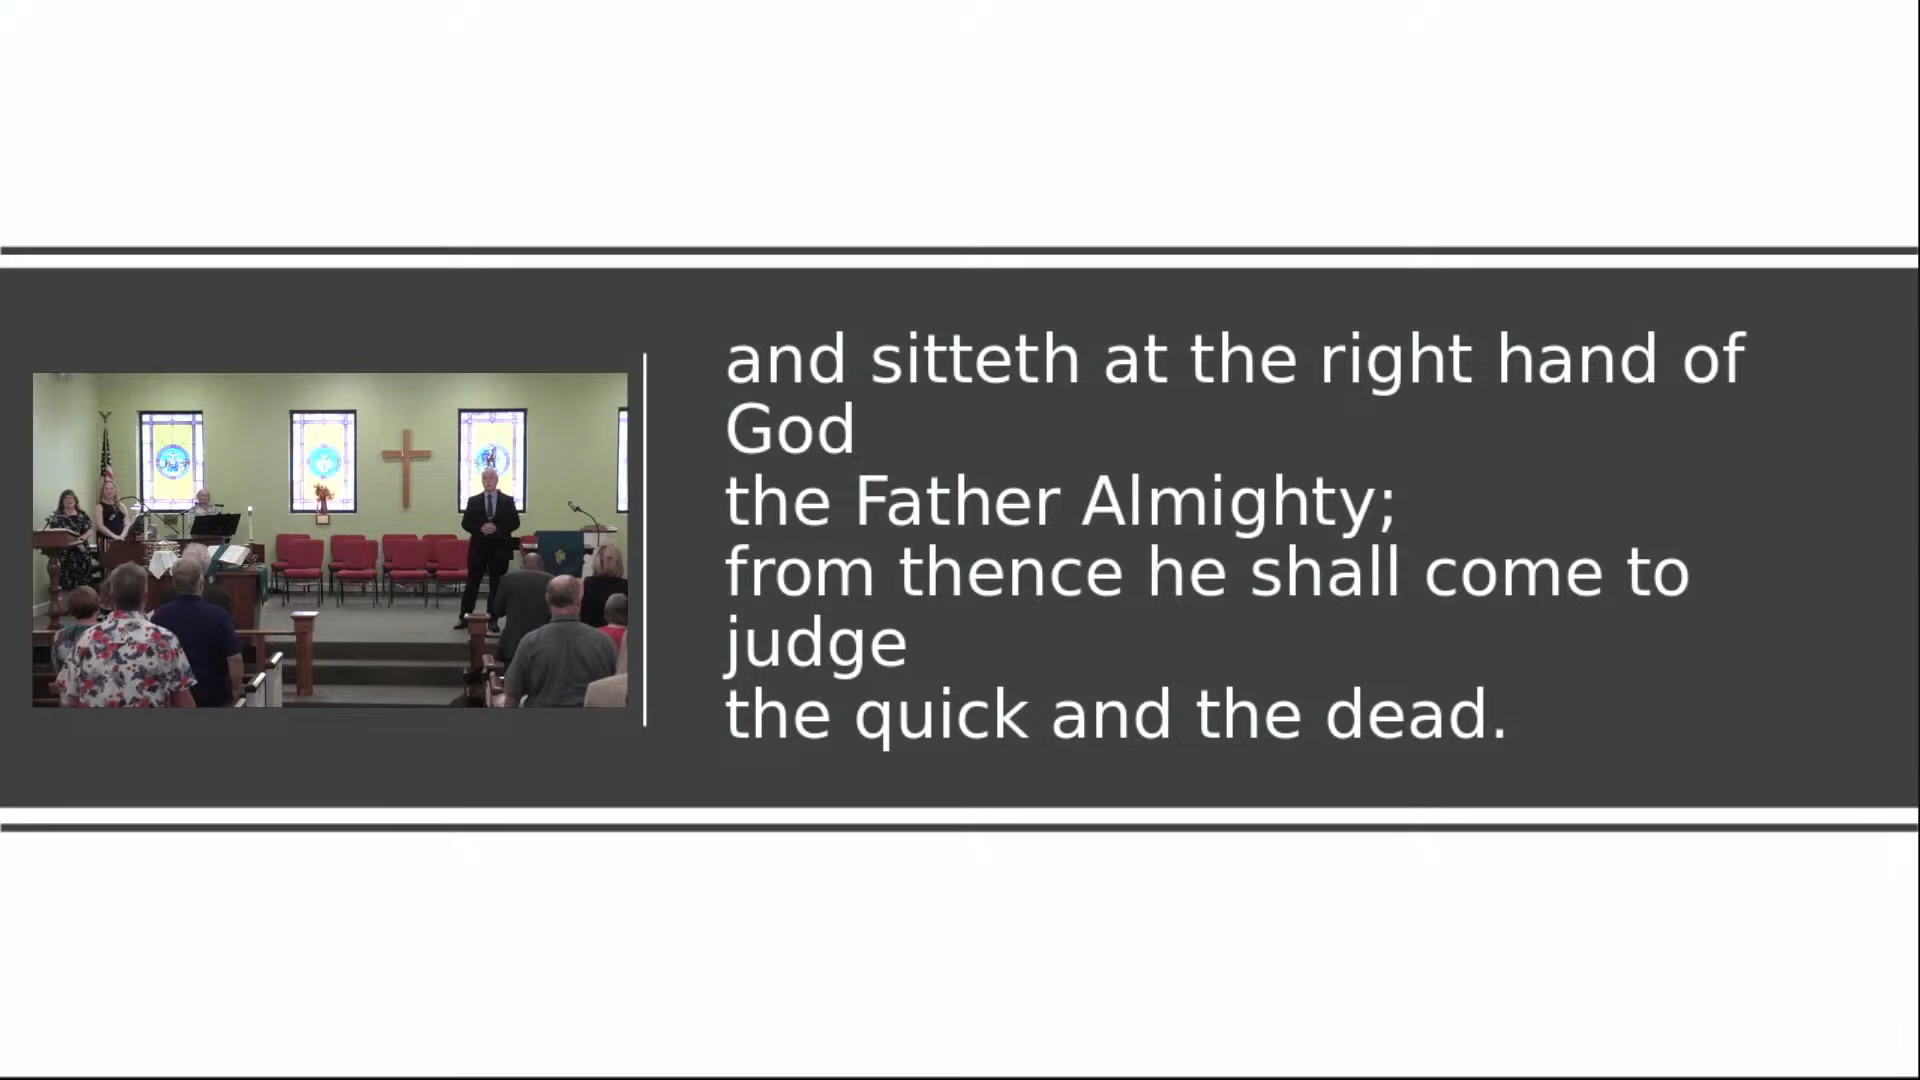 and sitteth at the right hand of
God
the Father Almighty;
from thence he shall come to
judge
the quick and the dead.